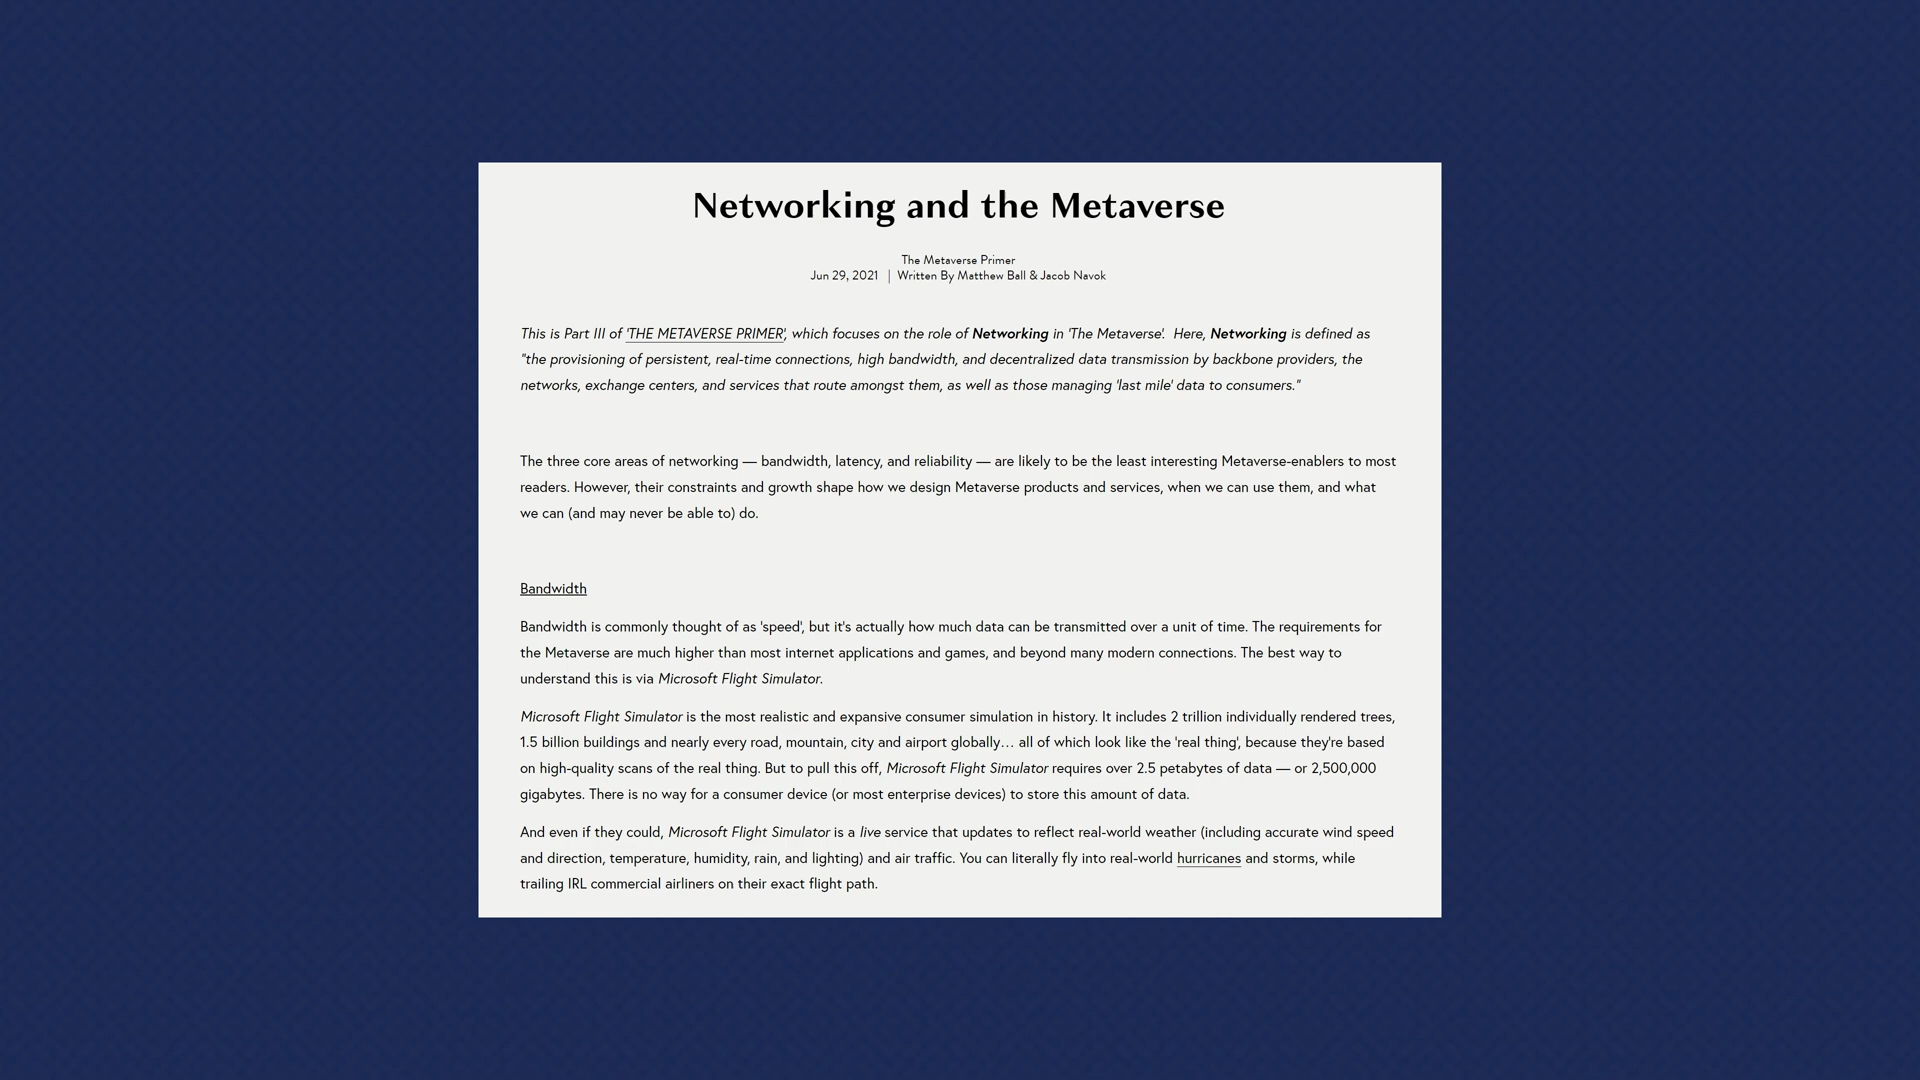 Networking and the Metaverse
The Metaverse Primer
Jun 29, 2021 | Written By Matthew Ball & Jacob Navok
This is Part III of 'THE METAVERSE PRIMER', which focuses on the role of Networking in 'The Metaverse'. Here, Networking is defined as
"the provisioning of persistent, real-time connections, high bandwidth, and decentralized data transmission by backbone providers, the
networks, exchange centers, and services that route amongst them, as well as those managing 'last mile' data to consumers."
The three core areas of networking — bandwidth, latency, and reliability — are likely to be the least interesting Metaverse-enablers to most
readers. However, their constraints and growth shape how we design Metaverse products and services, when we can use them, and what
we can (and may never be able to) do.
Bandwidth
Bandwidth is commonly thought of as 'speed', but it's actually how much data can be transmitted over a unit of time. The requirements for
the Metaverse are much higher than most internet applications and games, and beyond many modern connections. The best way to
understand this is via Microsoft Flight Simulator.
Microsoft Flight Simulator is the most realistic and expansive consumer simulation in history. It includes 2 trillion individually rendered trees,
1.5 billion buildings and nearly every road, mountain, city and airport globally… all of which look like the 'real thing', because they're based
on high-quality scans of the real thing. But to pull this off, Microsoft Flight Simulator requires over 2.5 petabytes of data — or 2,500,000
gigabytes. There is no way for a consumer device (or most enterprise devices) to store this amount of data.
And even if they could, Microsoft Flight Simulator is a live service that updates to reflect real-world weather (including accurate wind speed
and direction, temperature, humidity, rain, and lighting) and air traffic. You can literally fly into real-world hurricanes and storms, while
trailing IRL commercial airliners on their exact flight path.